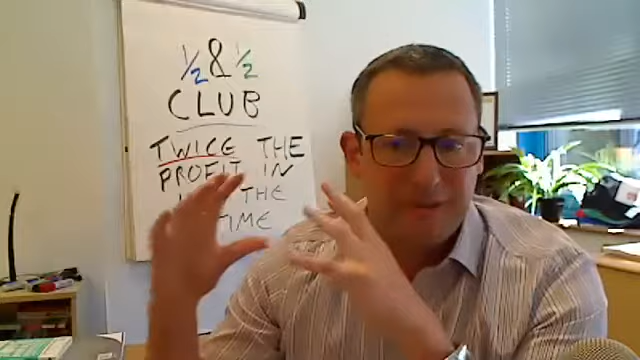 ½ & ½
CLUB
TWICE THE
PROFIT IN
THE
TIME